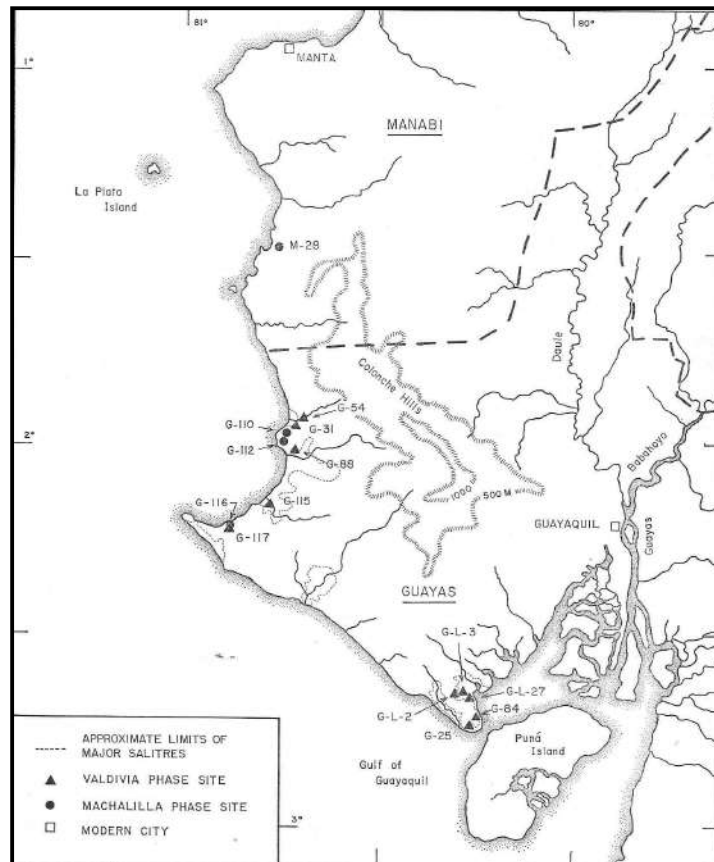 81°
80°
1°
MANTA
MANABI
La Plata
Island
M-28
Daule
Colonche Hills
G-54
G-110
G-31
2°
G-112
G-88
Babahoyo
1000
500 M
G-116
G-115
GUAYAQUIL
Guayas
G-117
GUAYAS
G-L-3
G-L-27
G-L-2
G-84
G-25
Puná
Island
Gulf of
Guayaquil
APPROXIMATE LIMITS OF
MAJOR SALITRES
VALDIVIA PHASE SITE
MACHALILLA PHASE SITE
MODERN CITY
3°